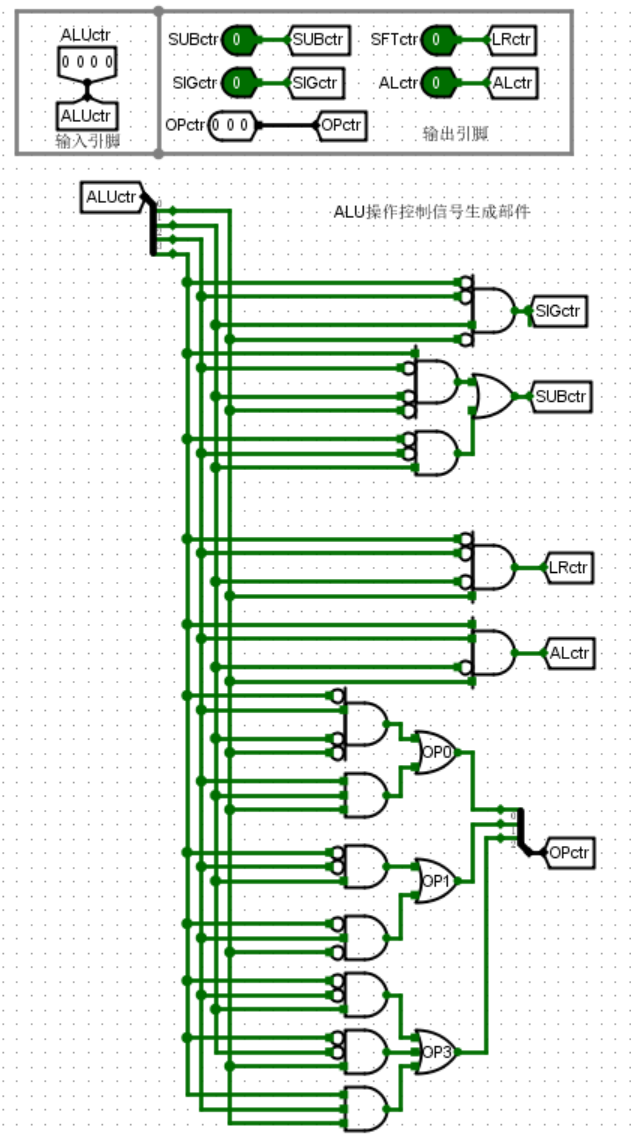 ALUctr
0 0 0 0
ALUctr
输入引脚
SUBctr 0 SUBctr
SFTctr 0 LRctr
SIGctr 0 SIGctr
ALctr 0 ALctr
OPctr 0 0 0 OPctr
输出引脚
ALUctr
ALU操作控制信号生成部件
SIGctr
SUBctr
LRctr
ALctr
OP0
OPctr
OP1
OP3